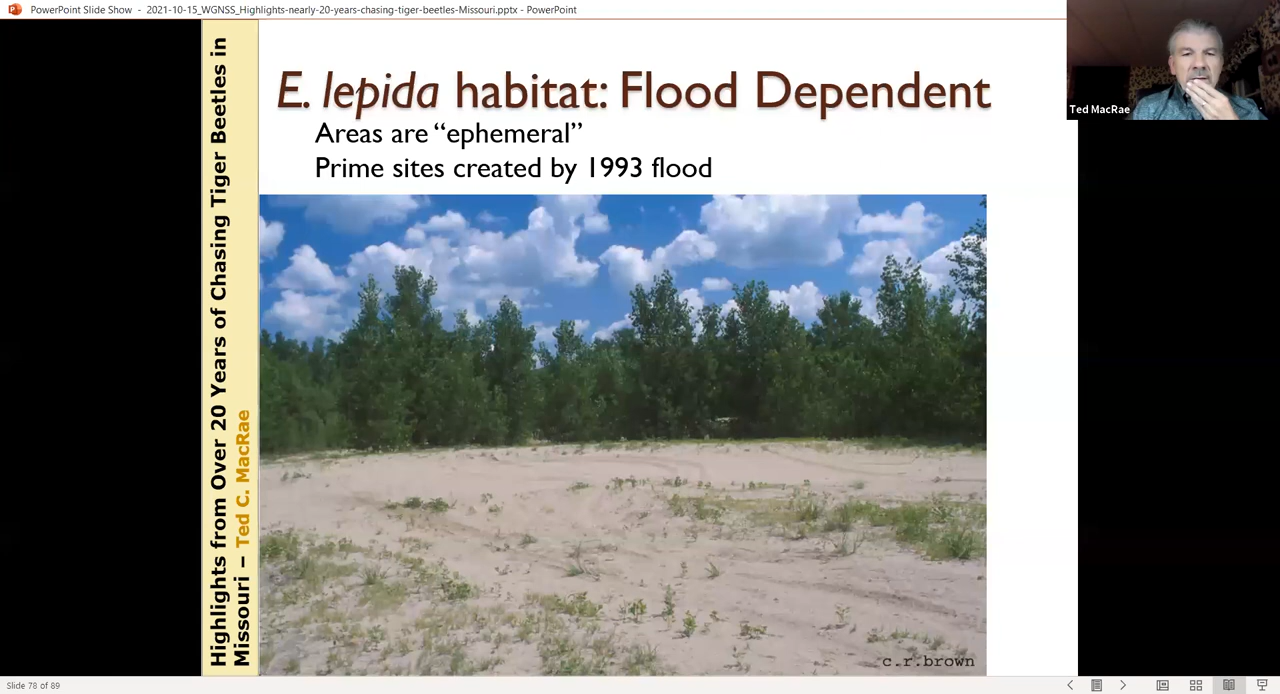 PowerPoint Slide Show - 2021-10-15_WGNSS_Highlights-nearly-20-years-chasing-tiger-beetles-Missouri.pptx - PowerPoint
Ted MacRae
Highlights from Over 20 Years of Chasing Tiger Beetles in
Missouri – Ted C. MacRae
E. lepida habitat: Flood Dependent
Areas are “ephemeral”
Prime sites created by 1993 flood
c.r.brown
Slide 78 of 89